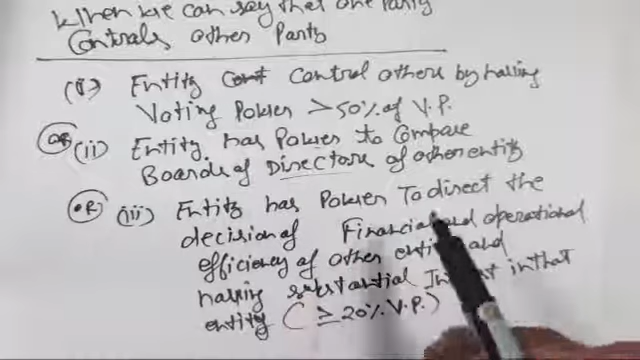 When we can say that one Party
Controls other Party
(i) Entity Cont Control others by having
Voting Power > 50% of V.P.
OR (ii) Entity has Power to Compose
Boards of Directors of other entity
OR (iii) Entity has Power To direct the
decision of Financial and operational
efficiency of other entity and
having substantial Interest in that
entity ( ≥ 20% V.P.)